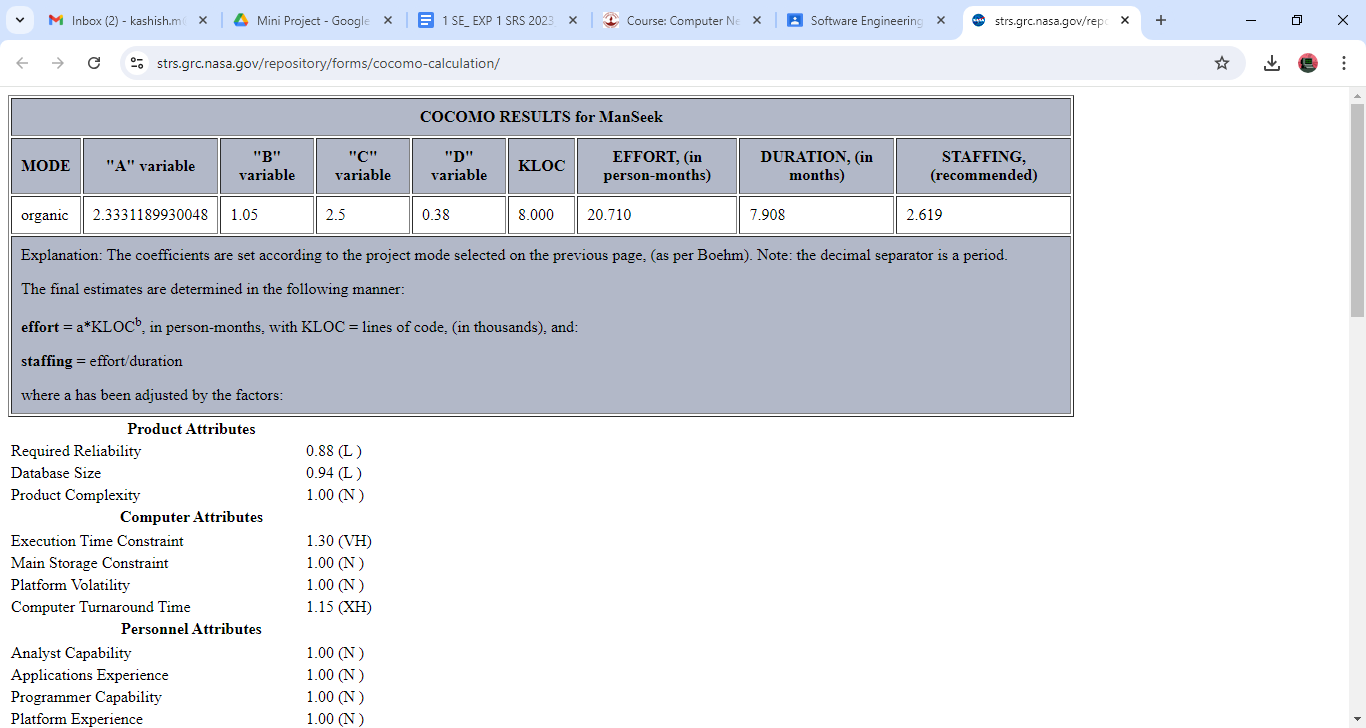 Inbox (2) - kashish.m
Mini Project - Google
1 SE_ EXP 1 SRS 2023
Course: Computer Ne
Software Engineering
strs.grc.nasa.gov/repo
strs.grc.nasa.gov/repository/forms/cocomo-calculation/
COCOMO RESULTS for ManSeek
MODE "A" variable "B" variable "C" variable "D" variable KLOC EFFORT, (in person-months) DURATION, (in months) STAFFING, (recommended)
organic 2.3331189930048 1.05 2.5 0.38 8.000 20.710 7.908 2.619
Explanation: The coefficients are set according to the project mode selected on the previous page, (as per Boehm). Note: the decimal separator is a period.
The final estimates are determined in the following manner:
effort = a*KLOCᵇ, in person-months, with KLOC = lines of code, (in thousands), and:
staffing = effort/duration
where a has been adjusted by the factors:
Product Attributes
Required Reliability 0.88 (L )
Database Size 0.94 (L )
Product Complexity 1.00 (N )
Computer Attributes
Execution Time Constraint 1.30 (VH)
Main Storage Constraint 1.00 (N )
Platform Volatility 1.00 (N )
Computer Turnaround Time 1.15 (XH)
Personnel Attributes
Analyst Capability 1.00 (N )
Applications Experience 1.00 (N )
Programmer Capability 1.00 (N )
Platform Experience 1.00 (N )